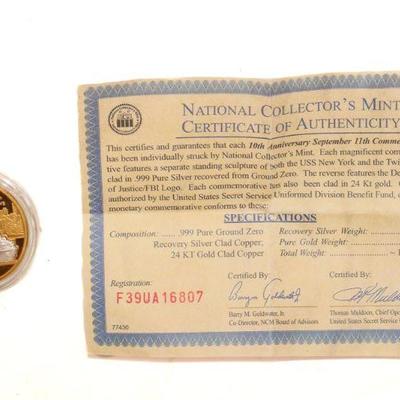 NATIONAL COLLECTOR'S MINT
CERTIFICATE OF AUTHENTICITY
This certifies and guarantees that each 10th Anniversary September 11th
has been individually struck by National Collector's Mint. Each magnificent
tive features a separate standing sculpture of both the USS New York and the
clad in .999 Pure Silver recovered from Ground Zero. The reverse features the
of Justice/FBI Logo. Each commemorative has also been clad in 24 Kt gold.
authorized by the United States Secret Service Uniformed Division Benefit Fund,
monetary commemorative conforms to these:
SPECIFICATIONS
Composition: ...... .999 Pure Ground Zero
Recovery Silver Clad Copper;
24 KT Gold Clad Copper
Recovery Silver Weight:
Pure Gold Weight:
Total Weight:
Registration:
F39UA16807
Certified By:
Barry M. Goldwater, Jr.
Co-Director, NCM Board of Advisors
Certified By:
Thomas Muldoon, Chief
United States Secret Service
77450